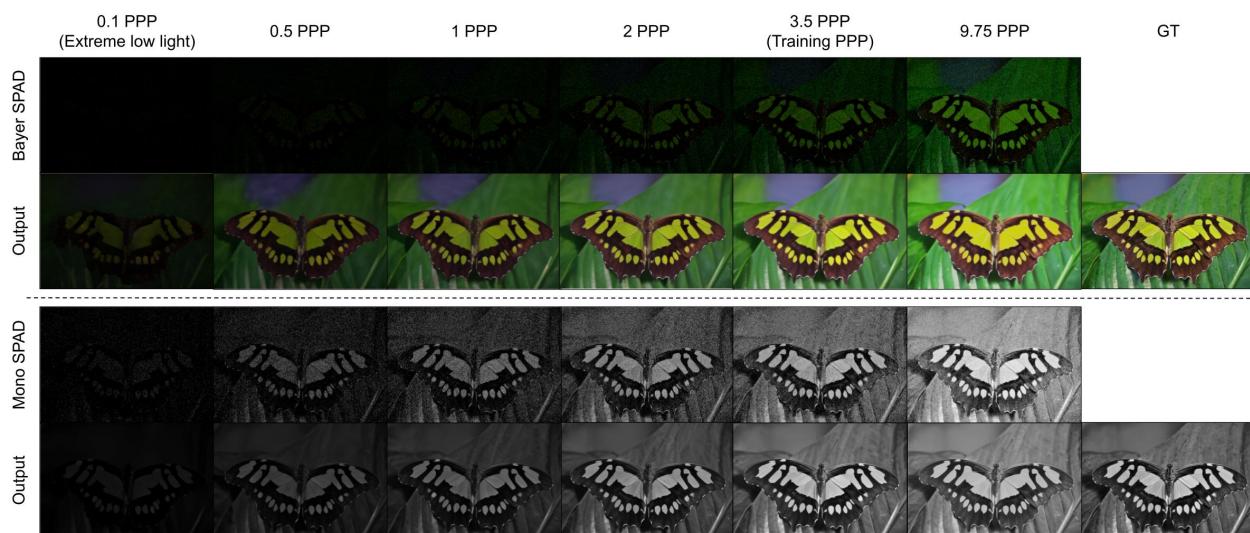 0.1 PPP
(Extreme low light)
0.5 PPP
1 PPP
2 PPP
3.5 PPP
(Training PPP)
9.75 PPP
GT
Bayer SPAD
Output
Mono SPAD
Output